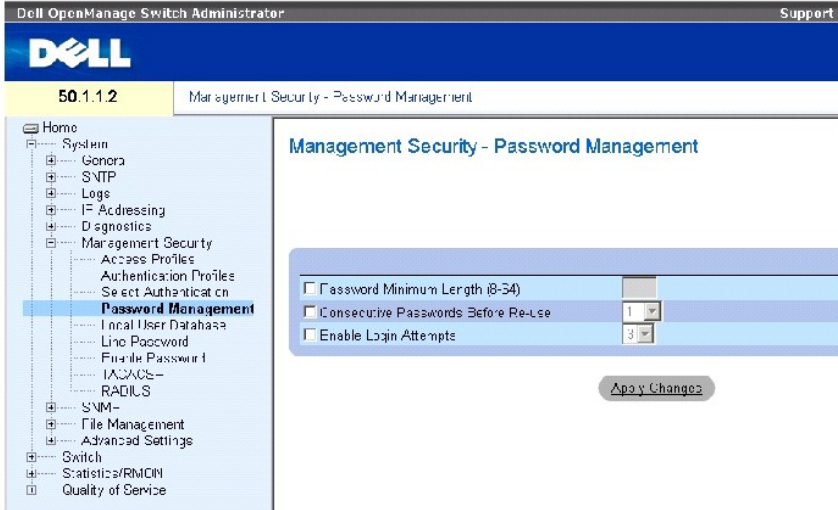 Dell OpenManage Switch Administrator
Support
DELL
50.1.1.2
Management Security - Password Management
Home
System
General
SNTP
Logs
IP Addressing
Diagnostics
Management Security
Access Profiles
Authentication Profiles
Select Authentication
Password Management
Local User Database
Line Password
Enable Password
TACACS+
RADIUS
SNMP
File Management
Advanced Settings
Switch
Statistics/RMON
Quality of Service
Management Security - Password Management
Password Minimum Length (8-64)
Consecutive Passwords Before Re-use
1
Enable Login Attempts
3
Apply Changes